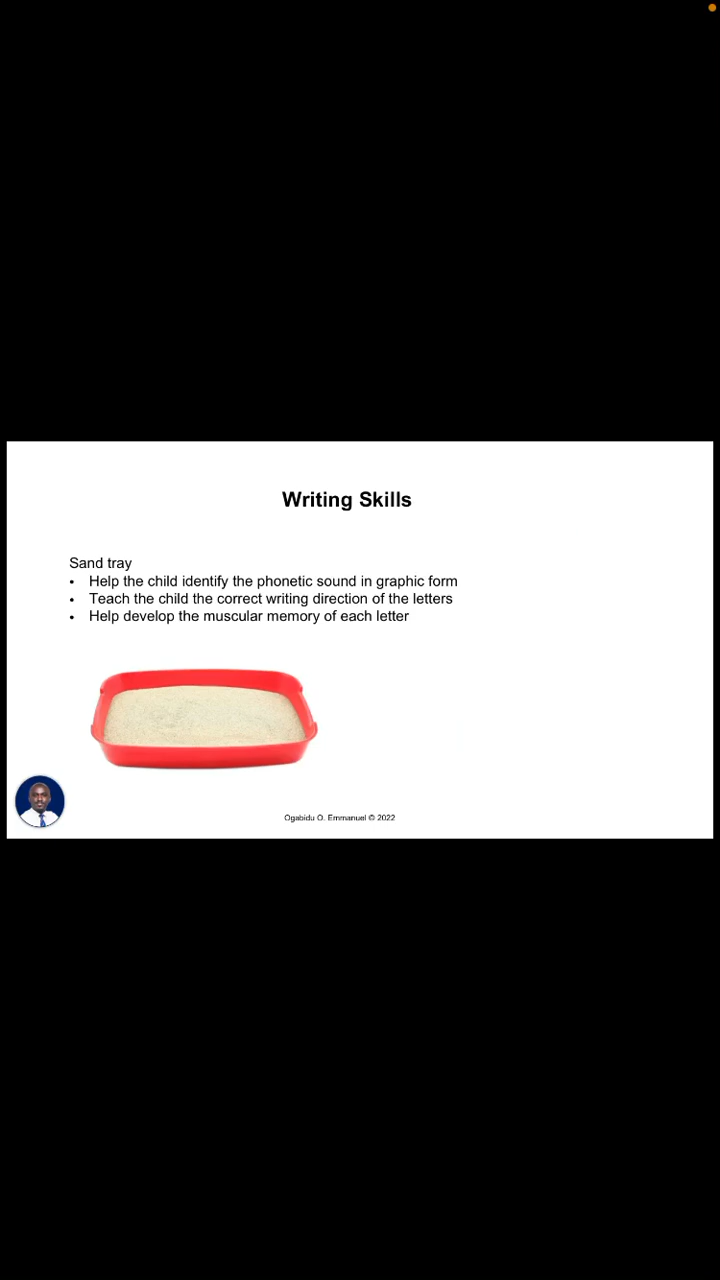 Writing Skills
Sand tray
• Help the child identify the phonetic sound in graphic form
• Teach the child the correct writing direction of the letters
• Help develop the muscular memory of each letter
Ogabidu O. Emmanuel © 2022